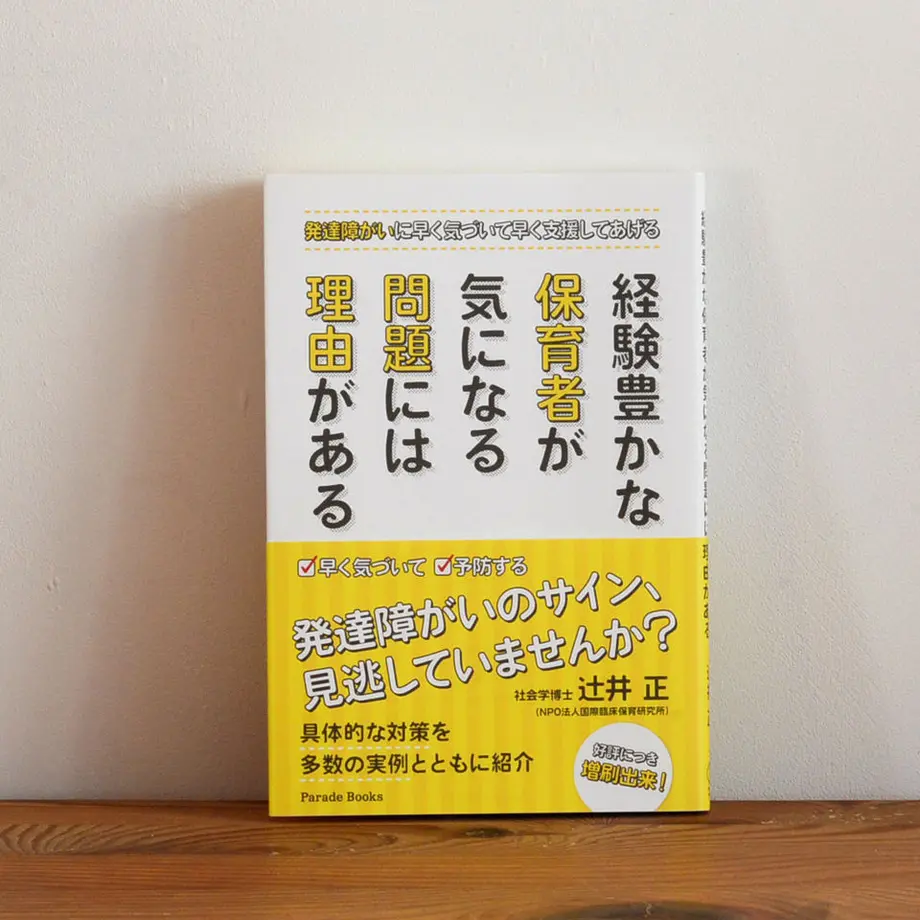 発達障がいに早く気づいて早く支援してあげる
経験豊かな
保育者が
気になる
問題には
理由がある
早く気づいて 予防する
発達障がいのサイン、
見逃していませんか?
社会学博士 辻井 正
(NPO法人国際臨床保育研究所)
具体的な対策を
多数の実例とともに紹介
好評につき
増刷出来!
Parade Books